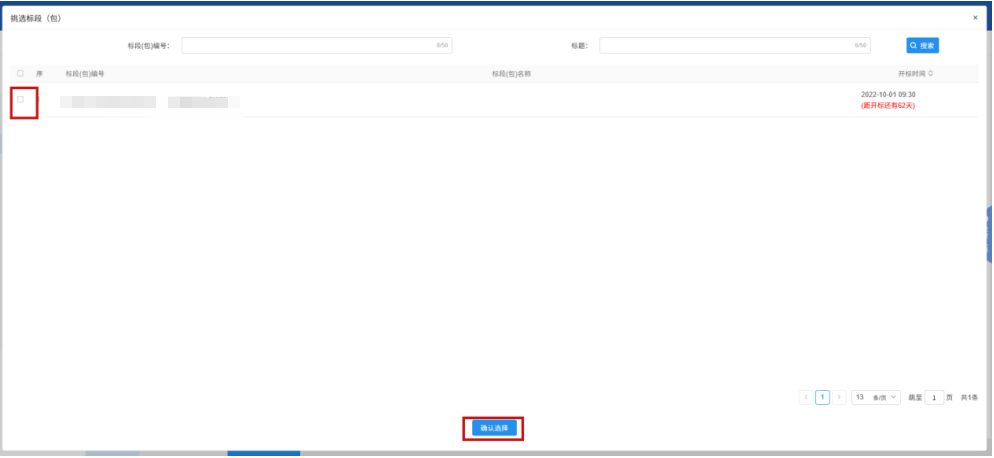 挑选标段（包） ×
标段(包)编号： 0/50 标题： 0/50 搜索
序 标段(包)编号 标段(包)名称 开标时间
2022-10-01 09:30
(距开标还有62天)
< 1 > 13 条/页 跳至 1 页 共1条
确认选择